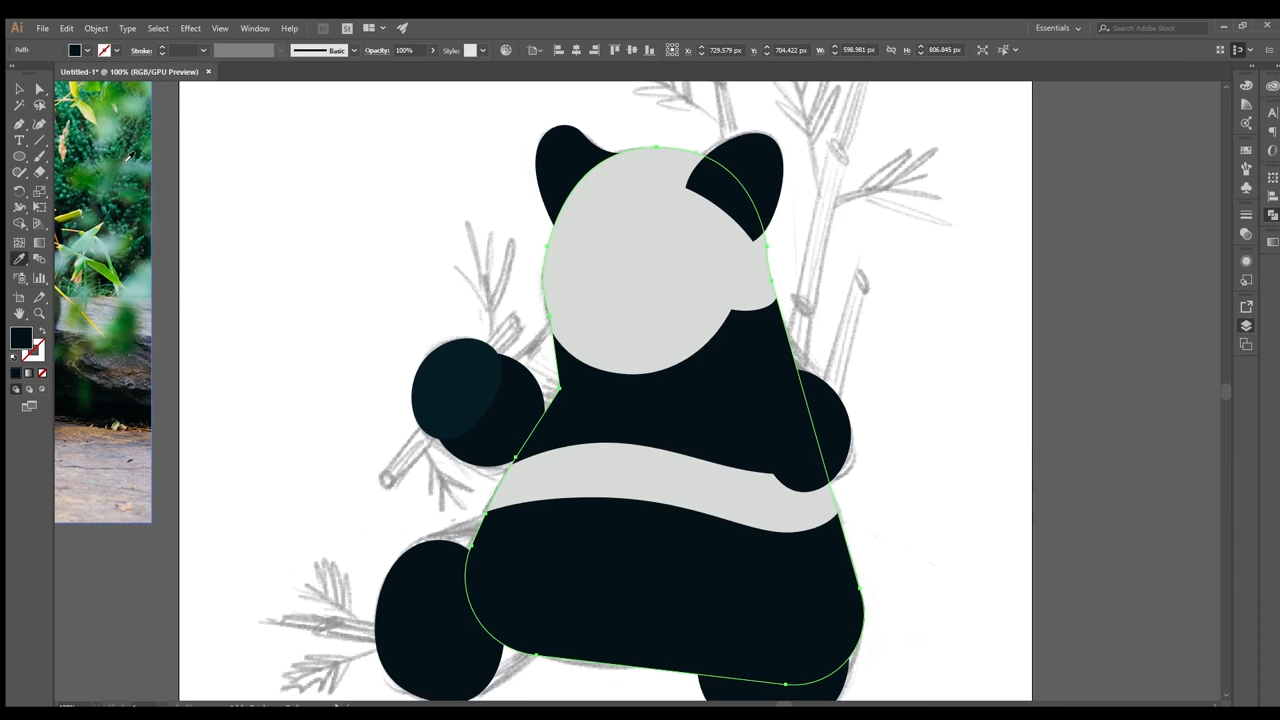 Ai File Edit Object Type Select Effect View Window Help Br St Essentials Search Adobe Stock
Path Stroke: Basic Opacity: 100% Style: X: 729.579 px Y: 704.422 px W: 598.981 px H: 806.845 px
Untitled-1* @ 100% (RGB/GPU Preview) ×